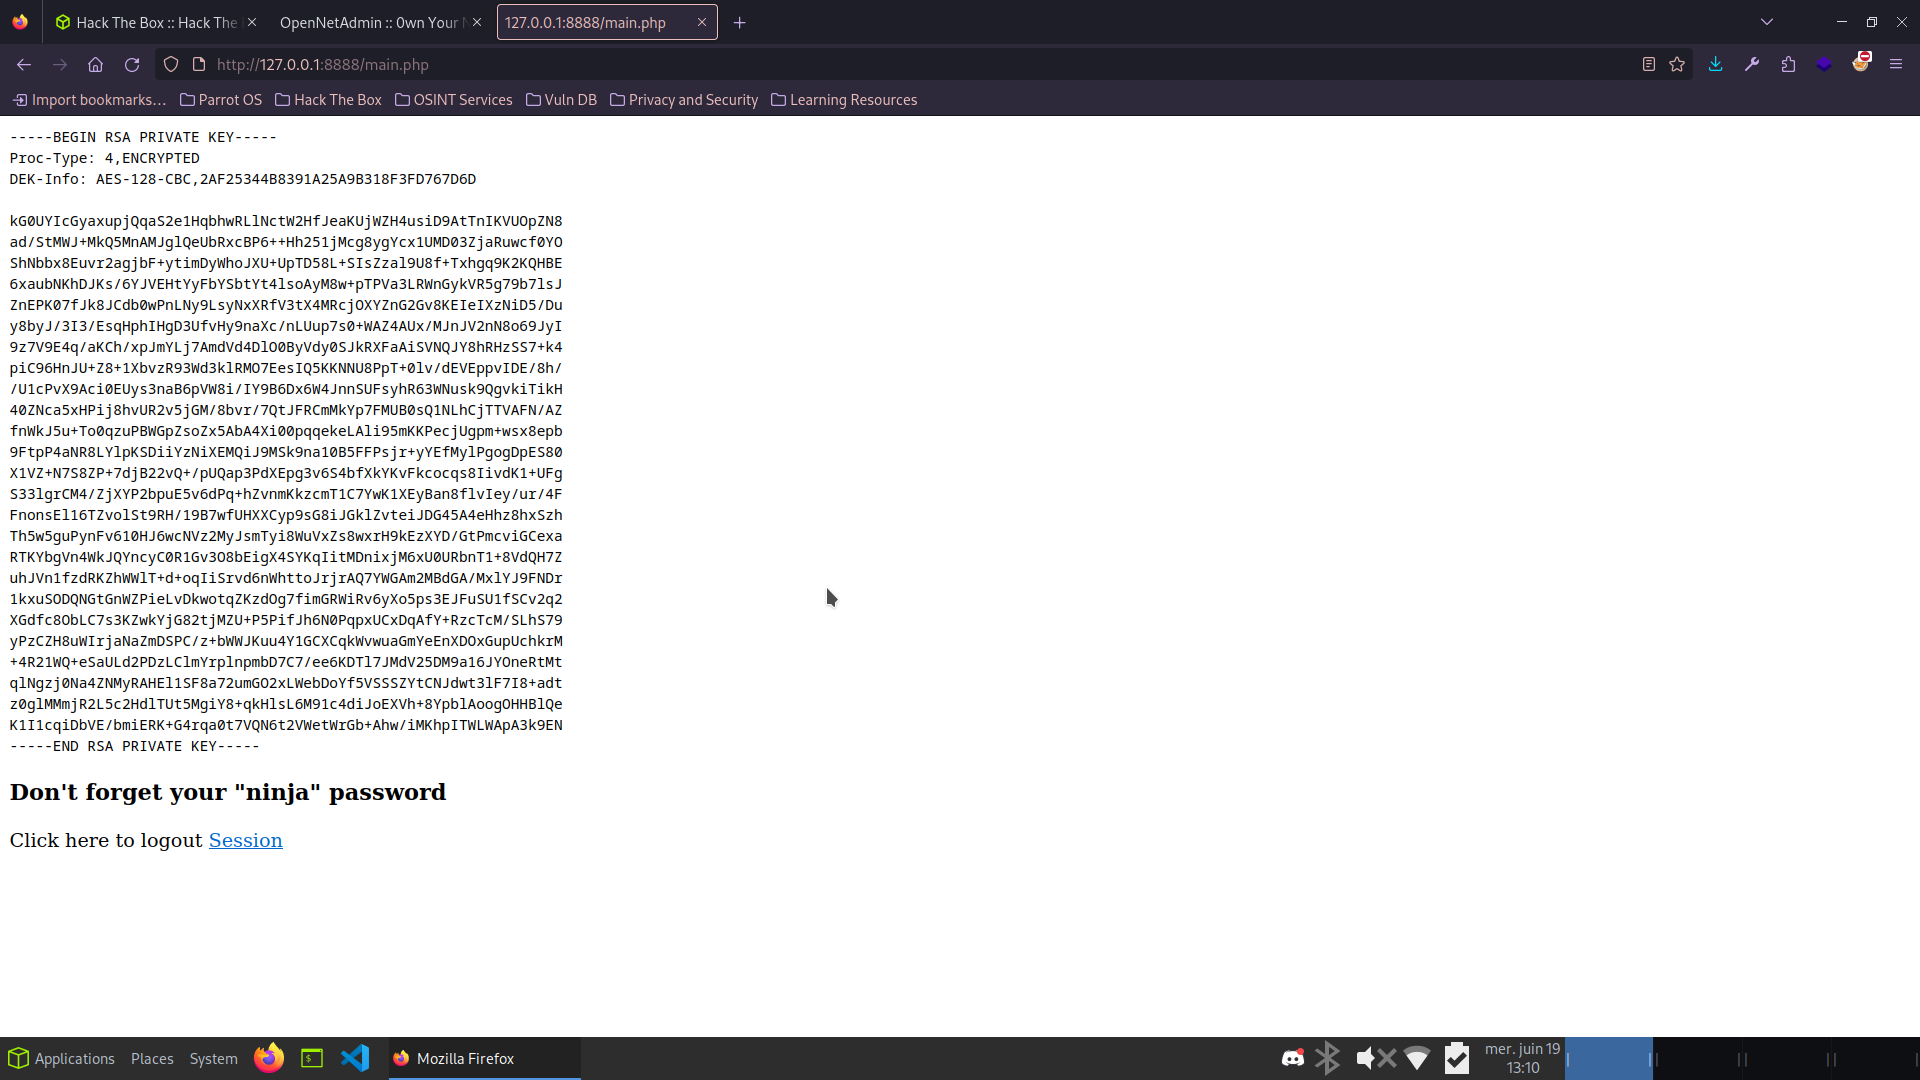 Hack The Box :: Hack The
OpenNetAdmin :: 0wn Your N
127.0.0.1:8888/main.php
http://127.0.0.1:8888/main.php
Import bookmarks…
Parrot OS
Hack The Box
OSINT Services
Vuln DB
Privacy and Security
Learning Resources
-----BEGIN RSA PRIVATE KEY-----
Proc-Type: 4,ENCRYPTED
DEK-Info: AES-128-CBC,2AF25344B8391A25A9B318F3FD767D6D
kG0UYIcGyaxupjQqaS2e1HqbhwRLlNctW2HfJeaKUjWZH4usiD9AtTnIKVUOpZN8
ad/StMWJ+MkQ5MnAMJglQeUbRxcBP6++Hh251jMcg8ygYcx1UMD03ZjaRuwcf0YO
ShNbbx8Euvr2agjbF+ytimDyWhoJXU+UpTD58L+SIsZzal9U8f+Txhgq9K2KQHBE
6xaubNKhDJKs/6YJVEHtYyFbYSbtYt4lsoAyM8w+pTPVa3LRWnGykVR5g79b7lsJ
ZnEPK07fJk8JCdb0wPnLNy9LsyNxXRfV3tX4MRcjOXYZnG2Gv8KEIeIXzNiD5/Du
y8byJ/3I3/EsqHphIHgD3UfvHy9naXc/nLUup7s0+WAZ4AUx/MJnJV2nN8o69JyI
9z7V9E4q/aKCh/xpJmYLj7AmdVd4DlO0ByVdy0SJkRXFaAiSVNQJY8hRHzSS7+k4
piC96HnJU+Z8+1XbvzR93Wd3klRMO7EesIQ5KKNNU8PpT+0lv/dEVEppvIDE/8h/
/U1cPvX9Aci0EUys3naB6pVW8i/IY9B6Dx6W4JnnSUFsyhR63WNusk9QgvkiTikH
40ZNca5xHPij8hvUR2v5jGM/8bvr/7QtJFRCmMkYp7FMUB0sQ1NLhCjTTVAFN/AZ
fnWkJ5u+To0qzuPBWGpZsoZx5AbA4Xi00pqqekeLAli95mKKPecjUgpm+wsx8epb
9FtpP4aNR8LYlpKSDiiYzNiXEMQiJ9MSk9na10B5FFPsjr+yYEfMylPgogDpES80
X1VZ+N7S8ZP+7djB22vQ+/pUQap3PdXEpg3v6S4bfXkYKvFkcocqs8IivdK1+UFg
S33lgrCM4/ZjXYP2bpuE5v6dPq+hZvnmKkzcmT1C7YwK1XEyBan8flvIey/ur/4F
FnonsEl16TZvolSt9RH/19B7wfUHXXCyp9sG8iJGklZvteiJDG45A4eHhz8hxSzh
Th5w5guPynFv610HJ6wcNVz2MyJsmTyi8WuVxZs8wxrH9kEzXYD/GtPmcviGCexa
RTKYbgVn4WkJQYncyC0R1Gv3O8bEigX4SYKqIitMDnixjM6xU0URbnT1+8VdQH7Z
uhJVn1fzdRKZhWWlT+d+oqIiSrvd6nWhttoJrjrAQ7YWGAm2MBdGA/MxlYJ9FNDr
1kxuSODQNGtGnWZPieLvDkwotqZKzdOg7fimGRWiRv6yXo5ps3EJFuSU1fSCv2q2
XGdfc8ObLC7s3KZwkYjG82tjMZU+P5PifJh6N0PqpxUCxDqAfY+RzcTcM/SLhS79
yPzCZH8uWIrjaNaZmDSPC/z+bWWJKuu4Y1GCXCqkWvwuaGmYeEnXDOxGupUchkrM
+4R21WQ+eSaULd2PDzLClmYrplnpmbD7C7/ee6KDTl7JMdV25DM9a16JYOneRtMt
qlNgzj0Na4ZNMyRAHEl1SF8a72umGO2xLWebDoYf5VSSSZYtCNJdwt3lF7I8+adt
z0glMMmjR2L5c2HdlTUt5MgiY8+qkHlsL6M91c4diJoEXVh+8YpblAoogOHHBlQe
K1I1cqiDbVE/bmiERK+G4rqa0t7VQN6t2VWetWrGb+Ahw/iMKhpITWLWApA3k9EN
-----END RSA PRIVATE KEY-----
Don't forget your "ninja" password
Click here to logout Session
Applications
Places
System
Mozilla Firefox
mer. juin 19
13:10